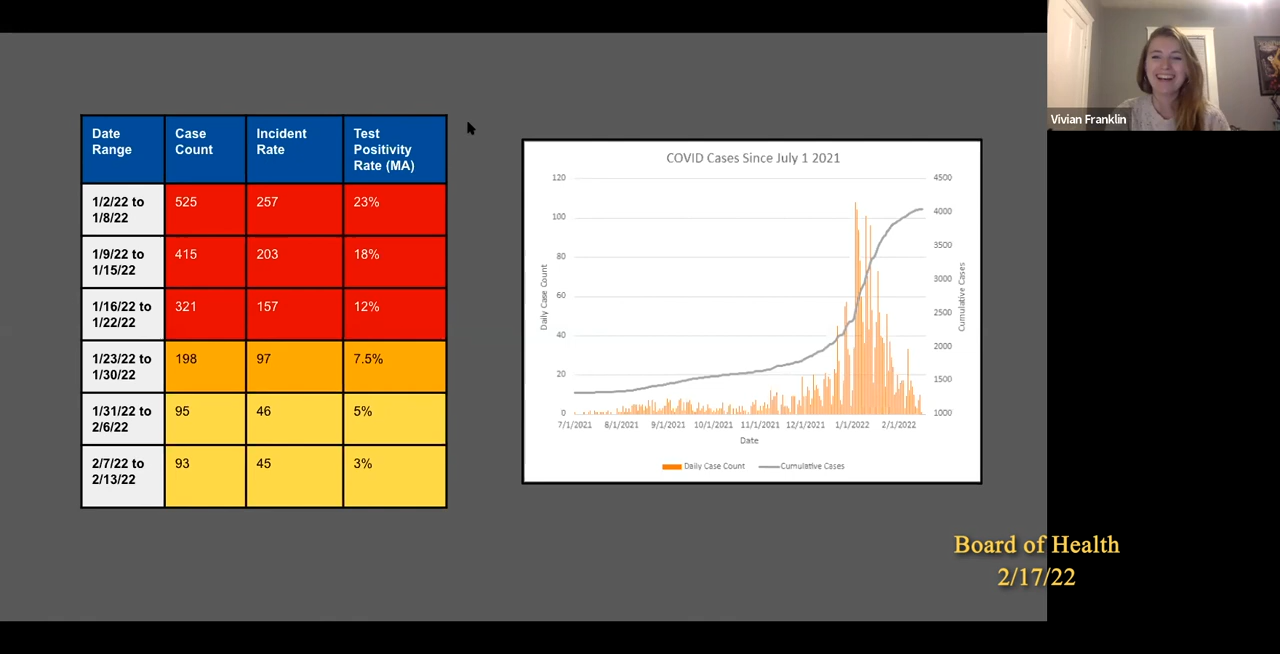 Date
Range
Case
Count
Incident
Rate
Test
Positivity
Rate (MA)
1/2/22 to
1/8/22
525
257
23%
1/9/22 to
1/15/22
415
203
18%
1/16/22 to
1/22/22
321
157
12%
1/23/22 to
1/30/22
198
97
7.5%
1/31/22 to
2/6/22
95
46
5%
2/7/22 to
2/13/22
93
45
3%
COVID Cases Since July 1 2021
Daily Case Count
120
100
80
60
40
20
0
4500
4000
3500
3000
2500
2000
1500
1000
Cumulative Cases
7/1/2021
8/1/2021
9/1/2021
10/1/2021
11/1/2021
12/1/2021
1/1/2022
2/1/2022
Date
Daily Case Count
Cumulative Cases
Vivian Franklin
Board of Health
2/17/22